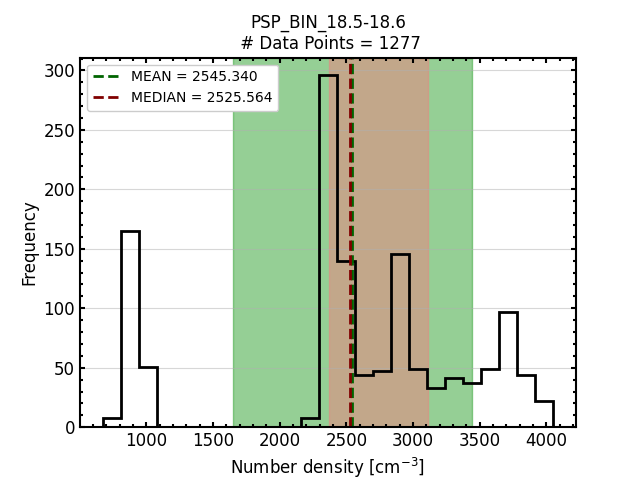 PSP_BIN_18.5-18.6
# Data Points = 1277
MEAN = 2545.340
MEDIAN = 2525.564
300
250
200
150
100
50
0
Frequency
1000 1500 2000 2500 3000 3500 4000
Number density [cm⁻³]